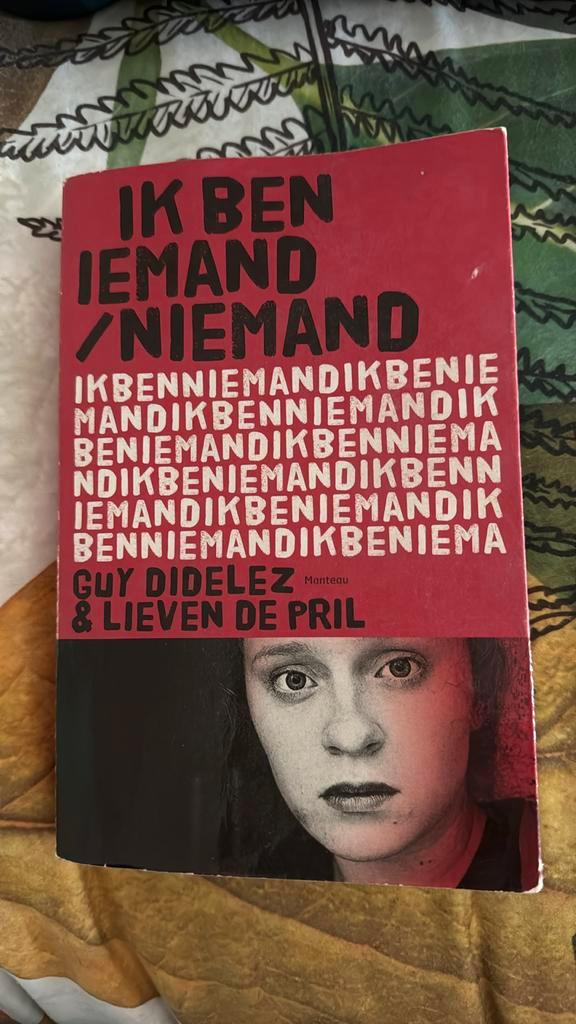 IK BEN
IEMAND
/NIEMAND
IKBENNIEMANDIKBENIE
MANDIKBENNIEMANDIK
BENIEMANDIKBENNIEMA
NDIKBENIEMANDIKBENN
IEMANDIKBENIEMANDIK
BENNIEMANDIKBENIEMA
GUY DIDELEZ Manteau
& LIEVEN DE PRIL